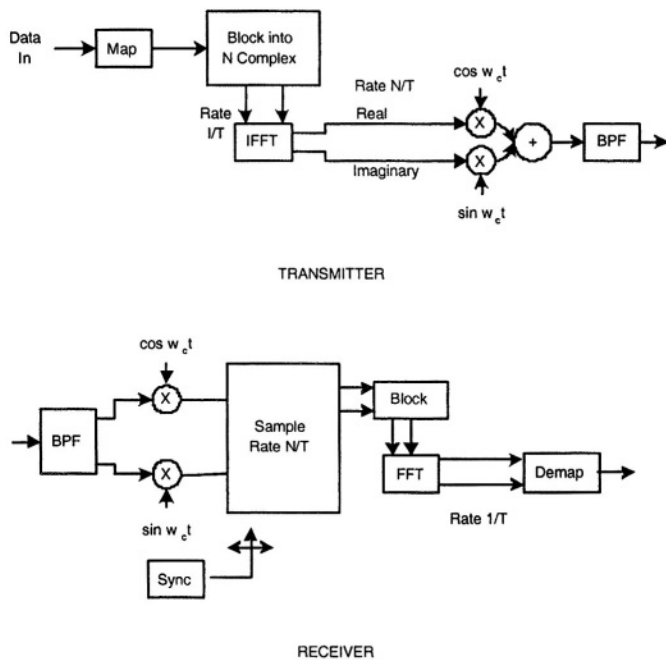 Data
In
Map
Block into
N Complex
Rate
I/T
IFFT
Rate N/T
Real
Imaginary
cos w c t
X
X
sin w c t
+
BPF
TRANSMITTER
BPF
cos w c t
X
X
sin w c t
Sample
Rate N/T
Sync
Block
FFT
Rate 1/T
Demap
RECEIVER